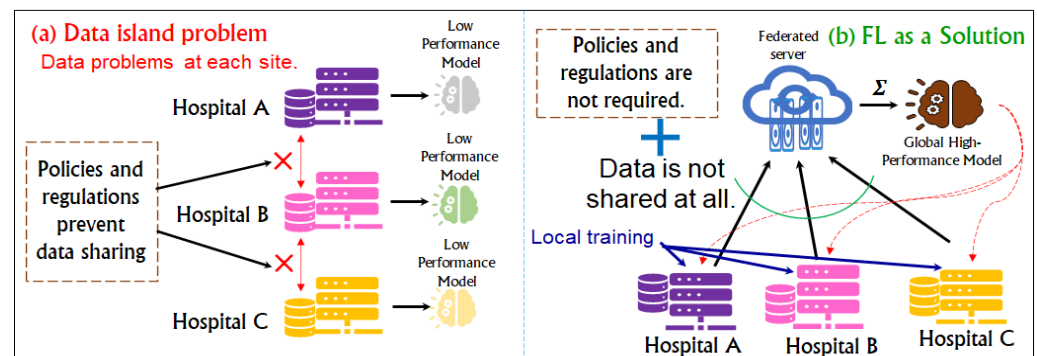 (a) Data island problem
Data problems at each site.
Low
Performance
Model
Hospital A
Low
Performance
Model
Policies and
regulations
prevent
data sharing
Hospital B
Low
Performance
Model
Hospital C
(b) FL as a Solution
Policies and
regulations are
not required.
+
Data is not
shared at all.
Federated
server
Σ
Global High-
Performance Model
Local training
Hospital A
Hospital B
Hospital C